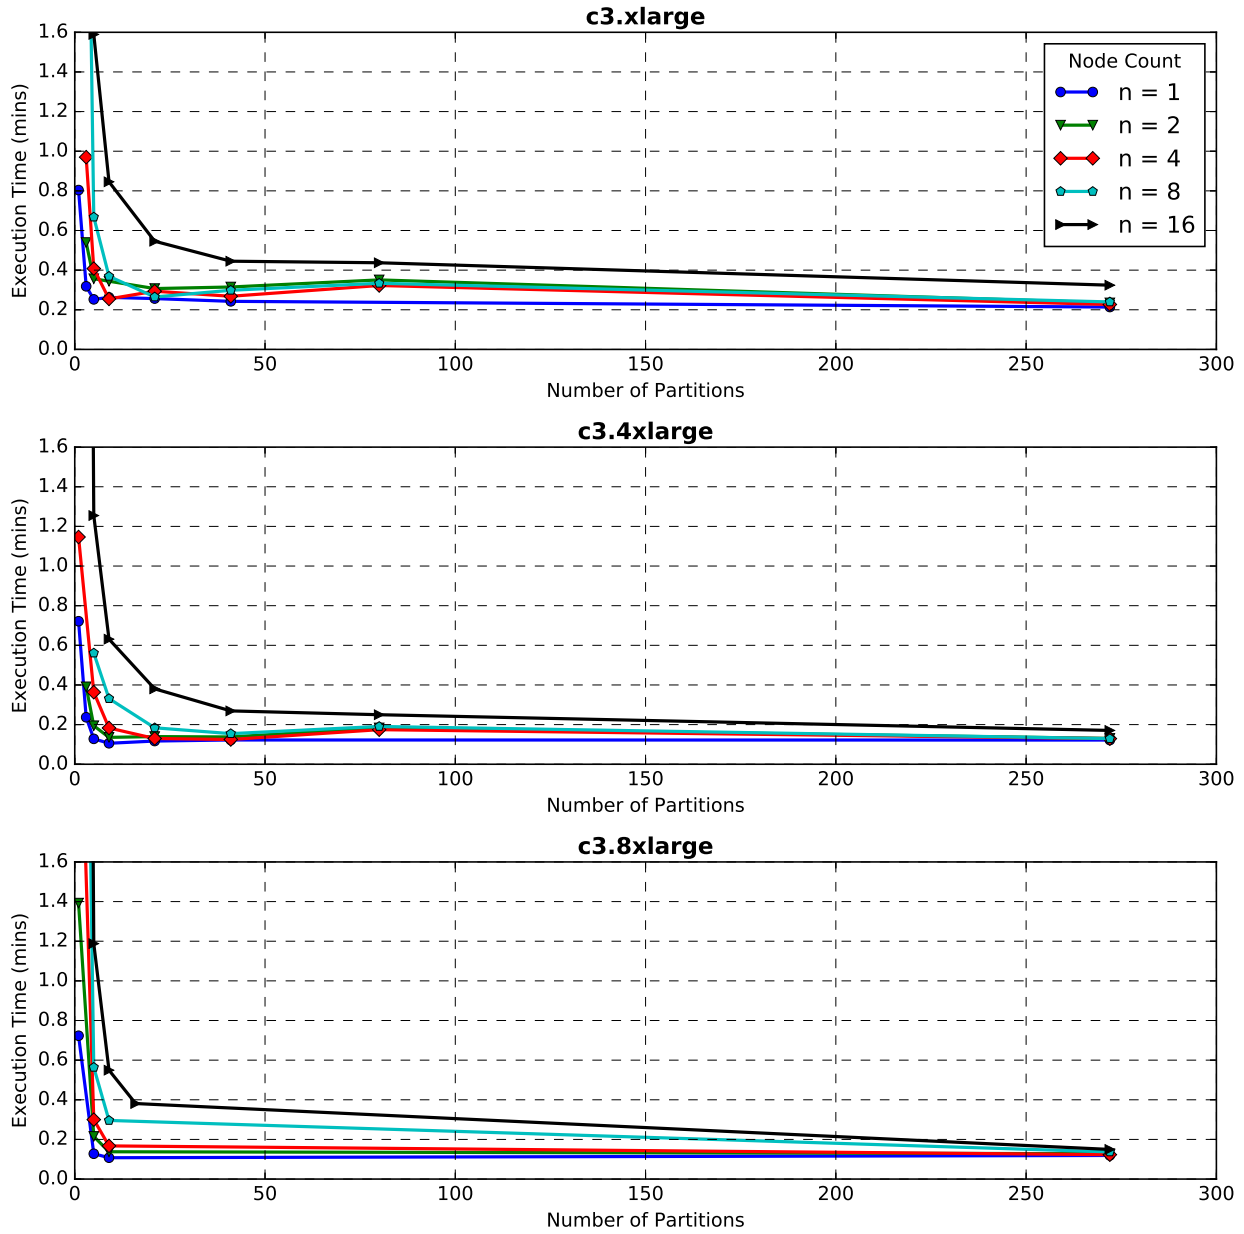 c3.xlarge
1.6
1.4
1.2
1.0
0.8
0.6
0.4
0.2
0.0
Execution Time (mins)
Node Count
n = 1
n = 2
n = 4
n = 8
n = 16
0 50 100 150 200 250 300
Number of Partitions
c3.4xlarge
1.6
1.4
1.2
1.0
0.8
0.6
0.4
0.2
0.0
Execution Time (mins)
0 50 100 150 200 250 300
Number of Partitions
c3.8xlarge
1.6
1.4
1.2
1.0
0.8
0.6
0.4
0.2
0.0
Execution Time (mins)
0 50 100 150 200 250 300
Number of Partitions